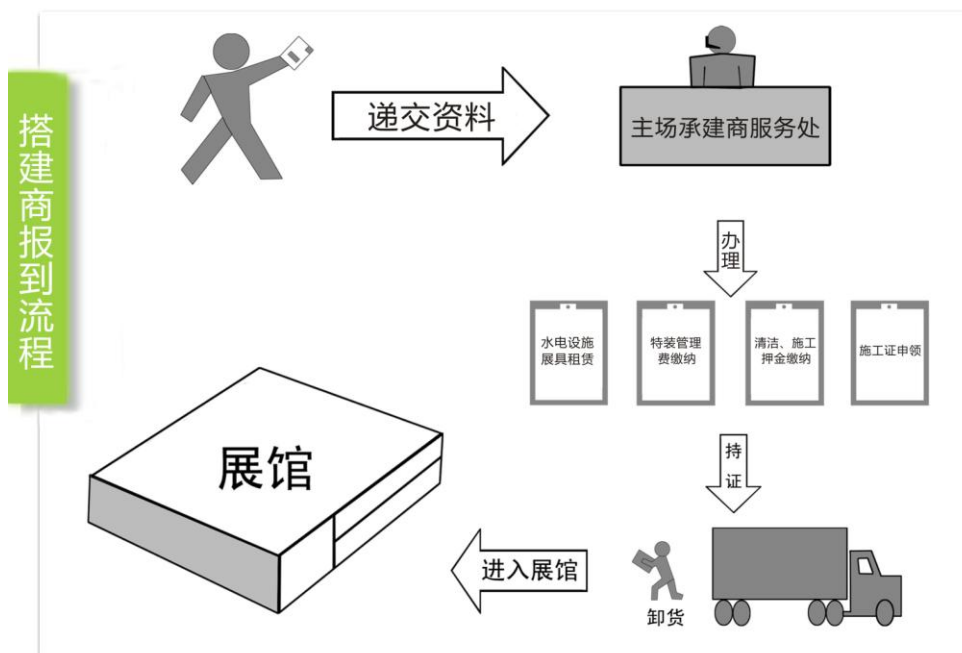 搭建商报到流程
递交资料
主场承建商服务处
办理
水电设施
展具租赁
特装管理
费缴纳
清洁、施工
押金缴纳
施工证申领
持证
卸货
进入展馆
展馆